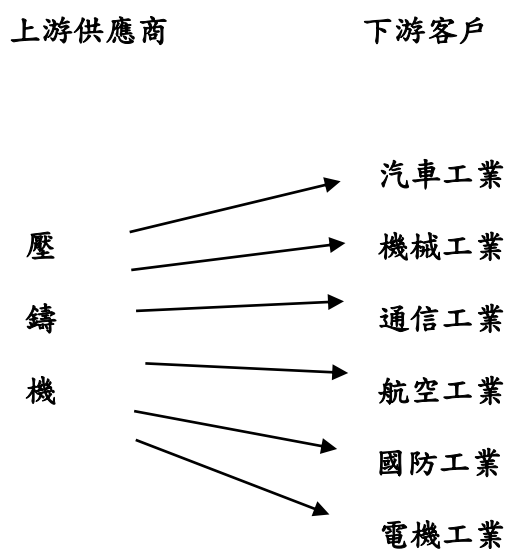 上游供應商 下游客戶
汽車工業
壓 機械工業
鑄 通信工業
機 航空工業
國防工業
電機工業